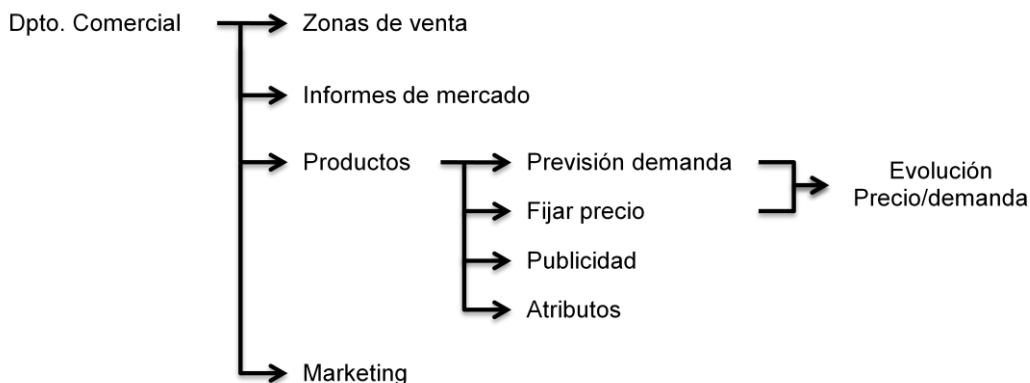 Dpto. Comercial
Zonas de venta
Informes de mercado
Productos
Previsión demanda
Evolución
Precio/demanda
Fijar precio
Publicidad
Atributos
Marketing